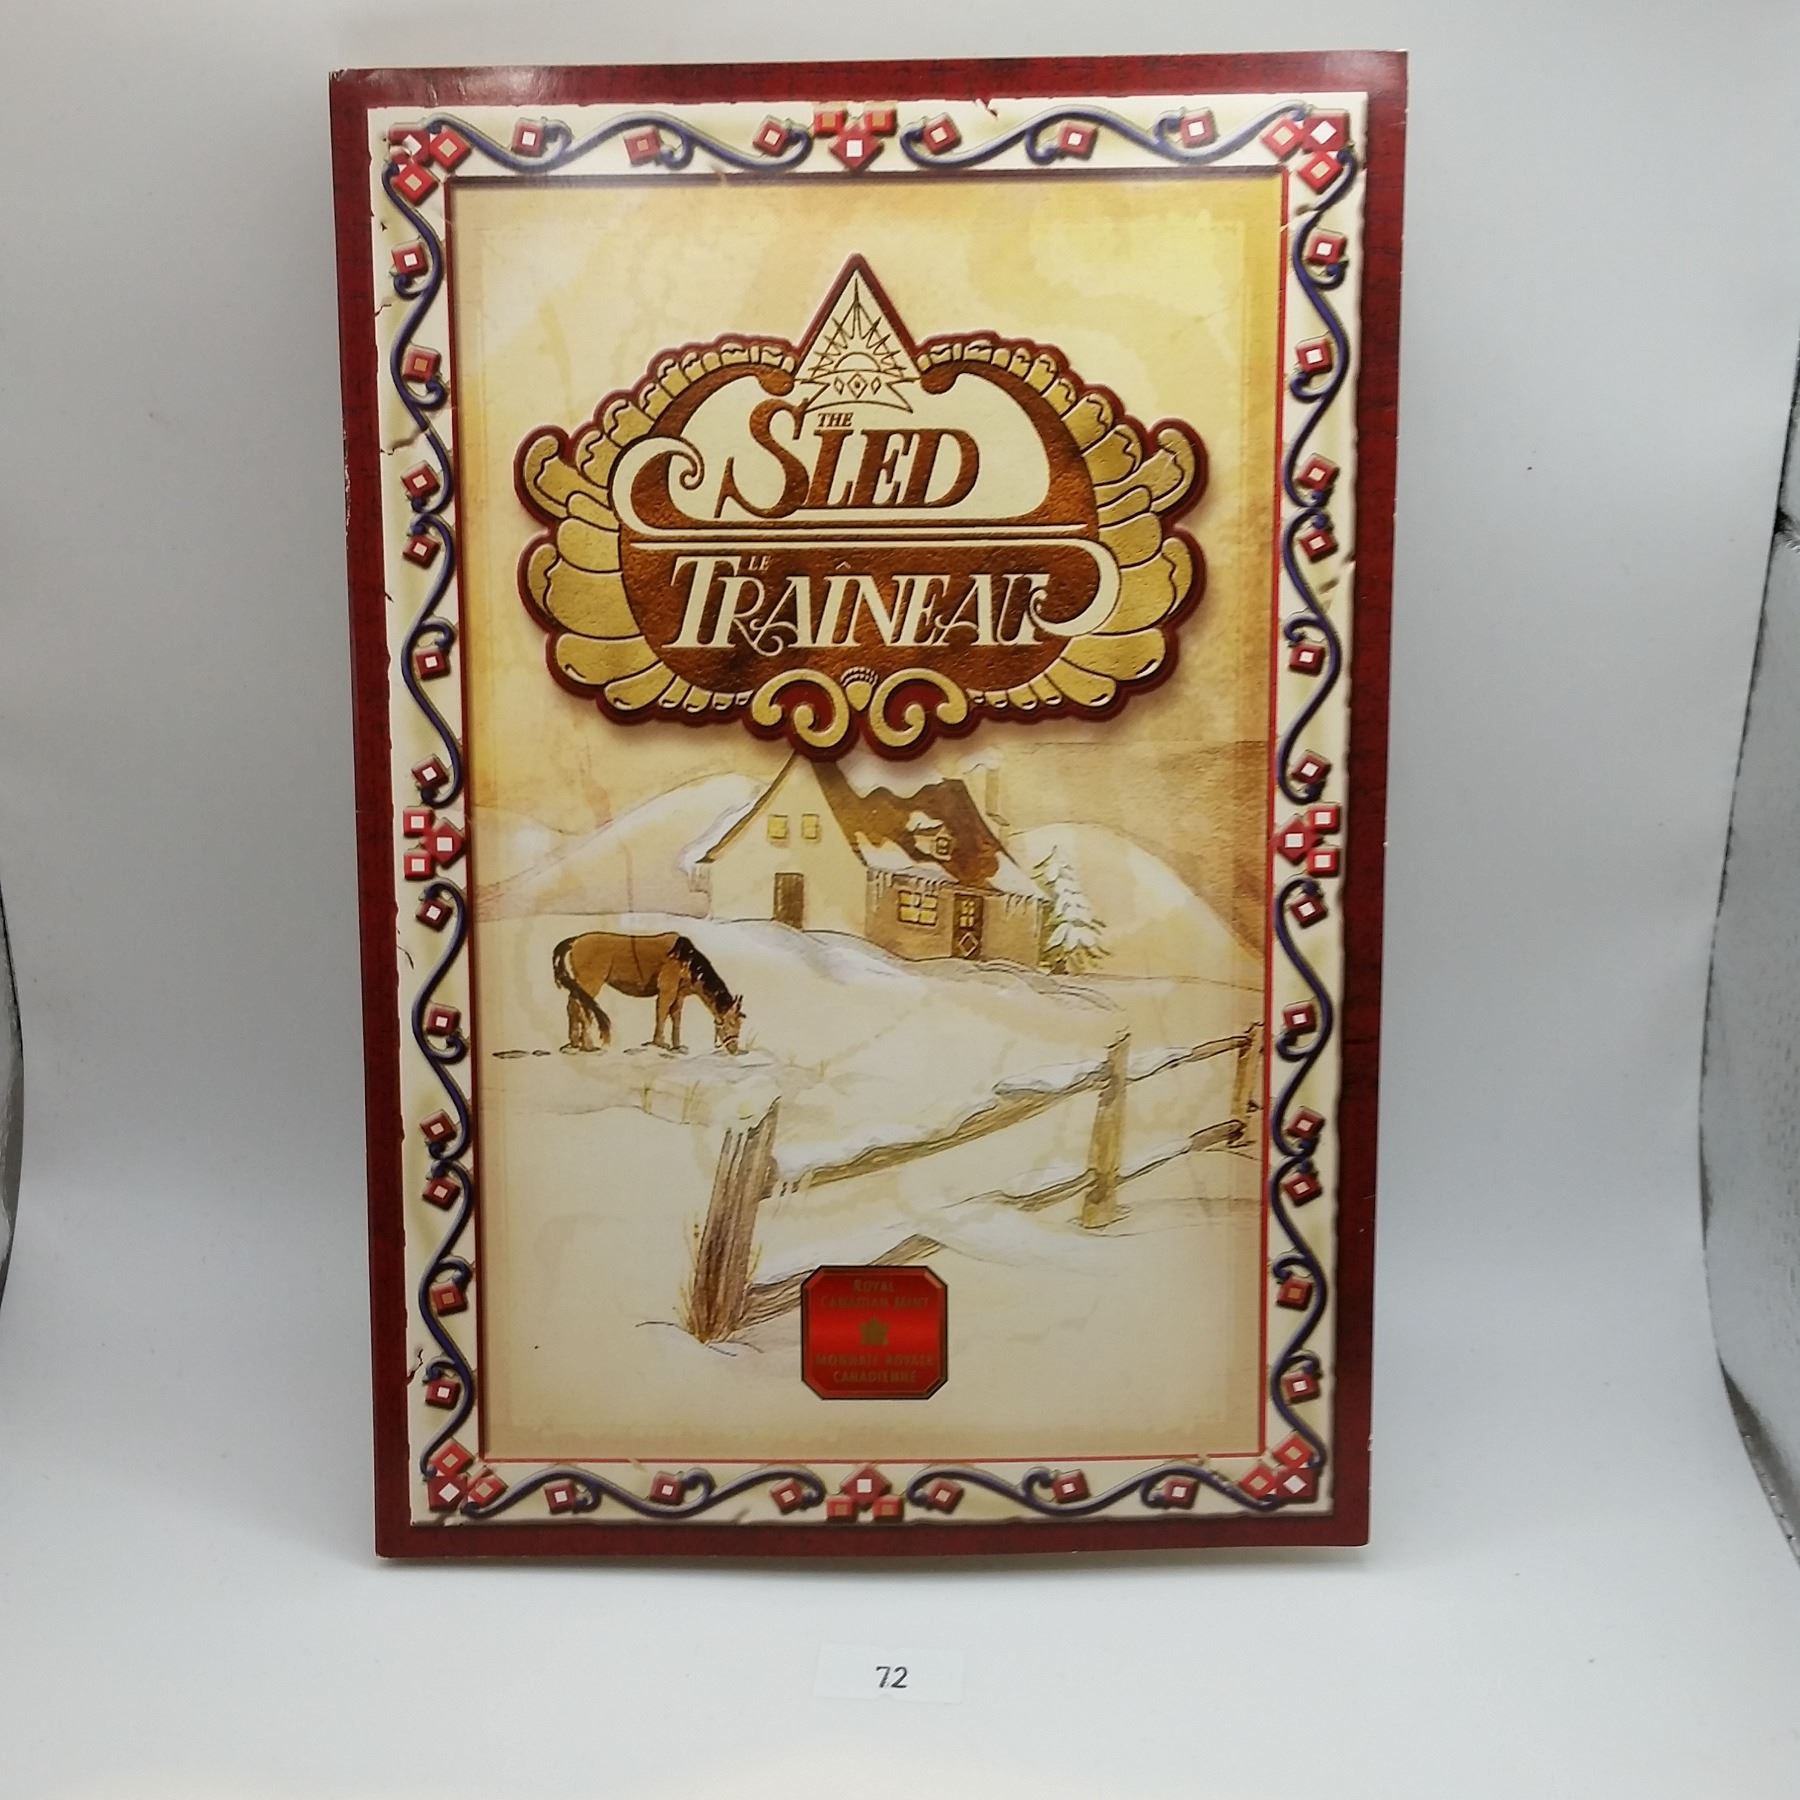 THE
SLED
LE
TRAÎNEAU
ROYAL
CANADIAN MINT
MONNAIE ROYALE
CANADIENNE
72